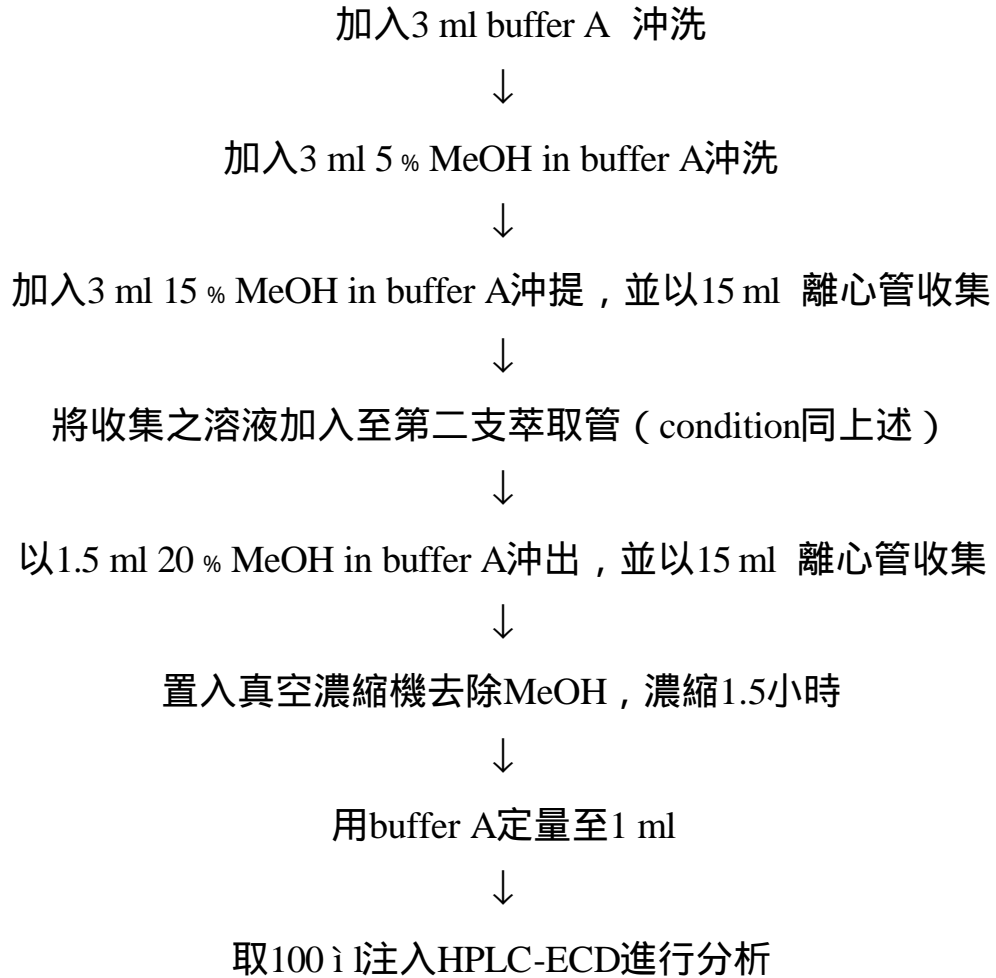 加入3 ml buffer A 沖洗
↓
加入3 ml 5﹪MeOH in buffer A沖洗
↓
加入3 ml 15﹪MeOH in buffer A沖提，並以15 ml 離心管收集
↓
將收集之溶液加入至第二支萃取管（condition同上述）
↓
以1.5 ml 20﹪MeOH in buffer A沖出，並以15 ml 離心管收集
↓
置入真空濃縮機去除MeOH，濃縮1.5小時
↓
用buffer A定量至1 ml
↓
取100 ì l注入HPLC-ECD進行分析